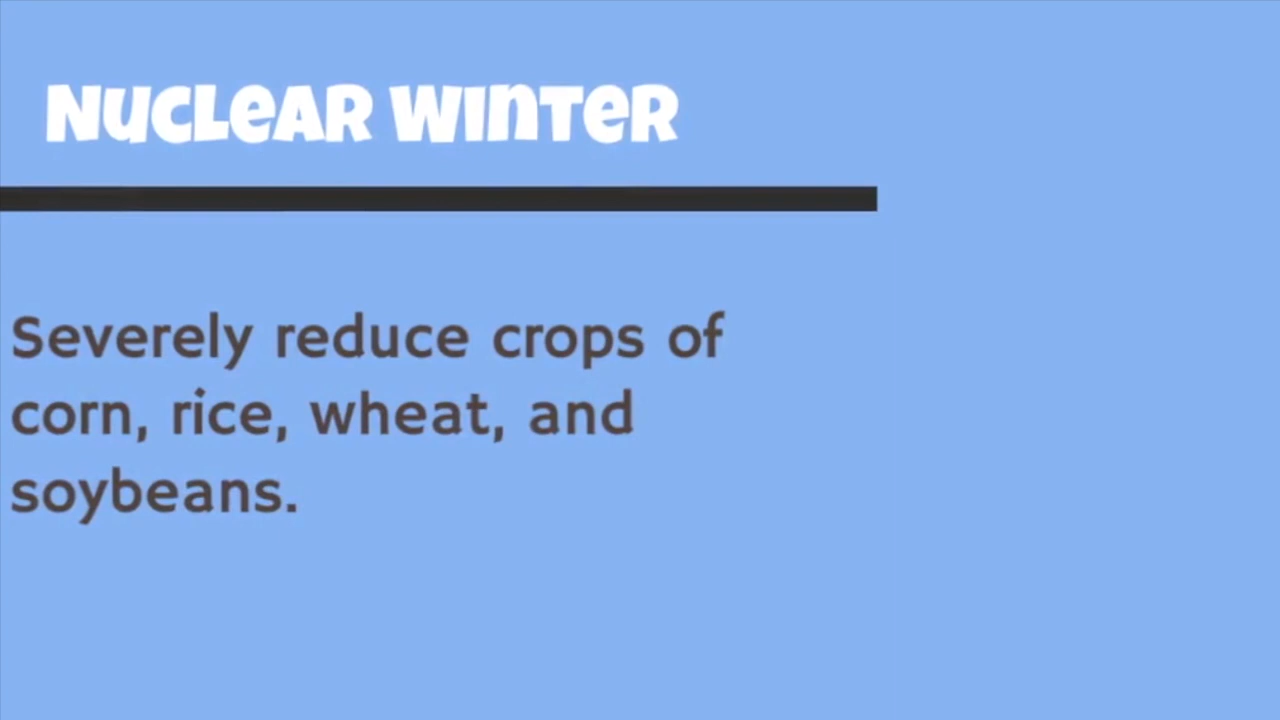 Nuclear Winter
Severely reduce crops of
corn, rice, wheat, and
soybeans.